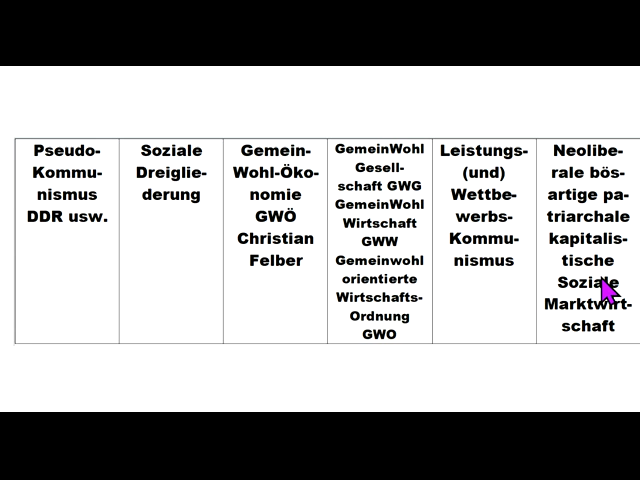 Pseudo-
Kommu-
nismus
DDR usw.
Soziale
Dreiglie-
derung
Gemein-
Wohl-Öko-
nomie
GWÖ
Christian
Felber
GemeinWohl
Gesell-
schaft GWG
GemeinWohl
Wirtschaft
GWW
Gemeinwohl
orientierte
Wirtschafts-
Ordnung
GWO
Leistungs-
(und)
Wettbe-
werbs-
Kommu-
nismus
Neolibe-
rale bös-
artige pa-
triarchale
kapitalis-
tische
Soziale
Marktwirt-
schaft